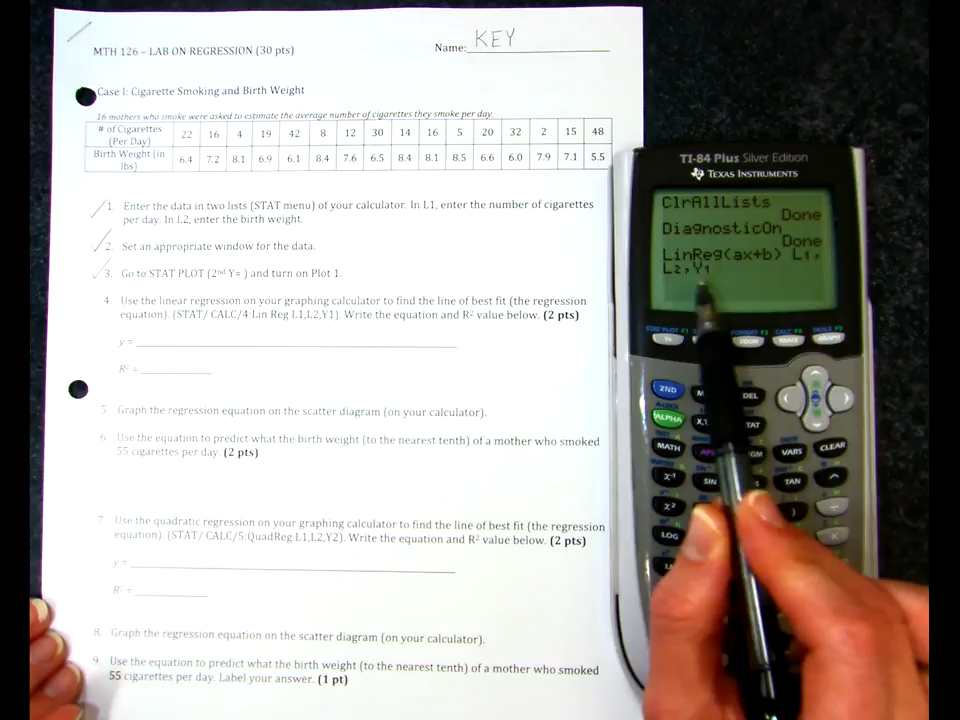 MTH 126 – LAB ON REGRESSION (30 pts)
Name: KEY
Case I: Cigarette Smoking and Birth Weight
16 mothers who smoke were asked to estimate the average number of cigarettes they smoke per day.
# of Cigarettes (Per Day) 22 16 4 19 42 8 12 30 14 16 5 20 32 2 15 48
Birth Weight (in lbs) 6.4 7.2 8.1 6.9 6.1 8.4 7.6 6.5 8.4 8.1 8.5 6.6 6.0 7.9 7.1 5.5
1. Enter the data in two lists (STAT menu) of your calculator. In L1, enter the number of cigarettes
per day. In L2, enter the birth weight.
2. Set an appropriate window for the data.
3. Go to STAT PLOT (2nd Y= ) and turn on Plot 1.
4. Use the linear regression on your graphing calculator to find the line of best fit (the regression
equation). (STAT/ CALC/4:Lin Reg L1,L2,Y1). Write the equation and R² value below. (2 pts)
y =
R² =
5. Graph the regression equation on the scatter diagram (on your calculator).
6. Use the equation to predict what the birth weight (to the nearest tenth) of a mother who smoked
55 cigarettes per day. (2 pts)
7. Use the quadratic regression on your graphing calculator to find the line of best fit (the regression
equation). (STAT/ CALC/5:QuadReg L1,L2,Y2). Write the equation and R² value below. (2 pts)
y =
R² =
8. Graph the regression equation on the scatter diagram (on your calculator).
9. Use the equation to predict what the birth weight (to the nearest tenth) of a mother who smoked
55 cigarettes per day. Label your answer. (1 pt)
TI-84 Plus Silver Edition
TEXAS INSTRUMENTS
ClrAllLists
Done
DiagnosticOn
Done
LinReg(ax+b) L₁,
L₂,Y₁
STAT PLOT F1
Y=
ZOOM
CALC F4
TRACE
GRAPH
2ND
DEL
ALPHA
MATH
VARS
CLEAR
SIN
TAN
LOG